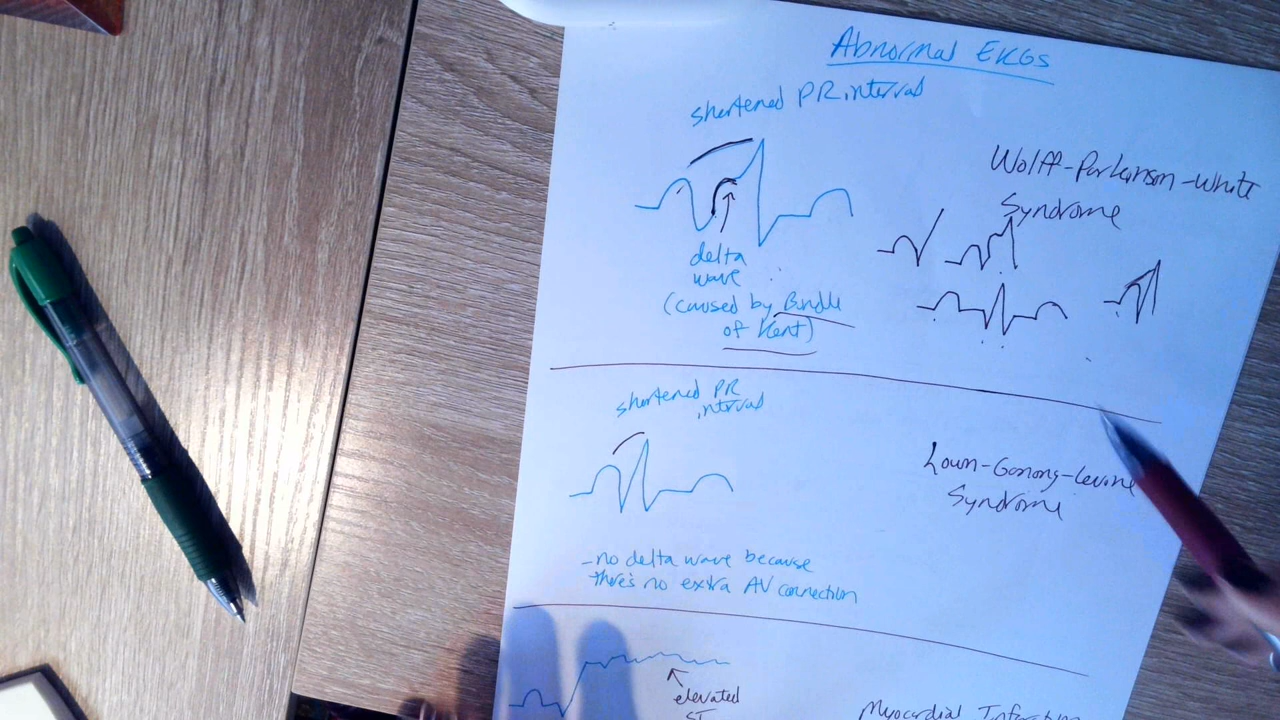 Abnormal EKGs
shortened PR interval
Wolff-Parkinson-White
Syndrome
delta
wave
(caused by Bundle
of Kent)
shortened PR
interval
Lown-Ganong-Levine
Syndrome
-no delta wave because
there's no extra AV connection
elevated
ST
Myocardial Infarction